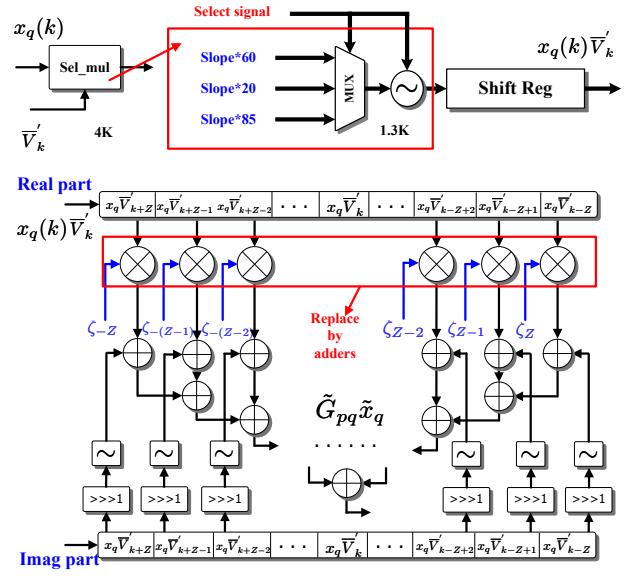 Select signal
x_q(k)
Sel_mul
V̅'_k
4K
Slope*60
Slope*20
Slope*85
MUX
~
1.3K
Shift Reg
x_q(k)V̅'_k
Real part
x_q(k)V̅'_k
x_qV̅'_{k+Z} x_qV̅'_{k+Z-1} x_qV̅'_{k+Z-2} · · · x_qV̅'_k · · · x_qV̅'_{k-Z+2} x_qV̅'_{k-Z+1} x_qV̅'_{k-Z}
ζ_{-Z} ζ_{-(Z-1)} ζ_{-(Z-2)} ζ_{Z-2} ζ_{Z-1} ζ_Z
Replace
by
adders
G̃_{pq}x̃_q
· · · · · ·
~ ~ ~ ~ ~ ~
>>>1 >>>1 >>>1 >>>1 >>>1 >>>1
Imag part
x_qV̅'_{k+Z} x_qV̅'_{k+Z-1} x_qV̅'_{k+Z-2} · · · x_qV̅'_k · · · x_qV̅'_{k-Z+2} x_qV̅'_{k-Z+1} x_qV̅'_{k-Z}